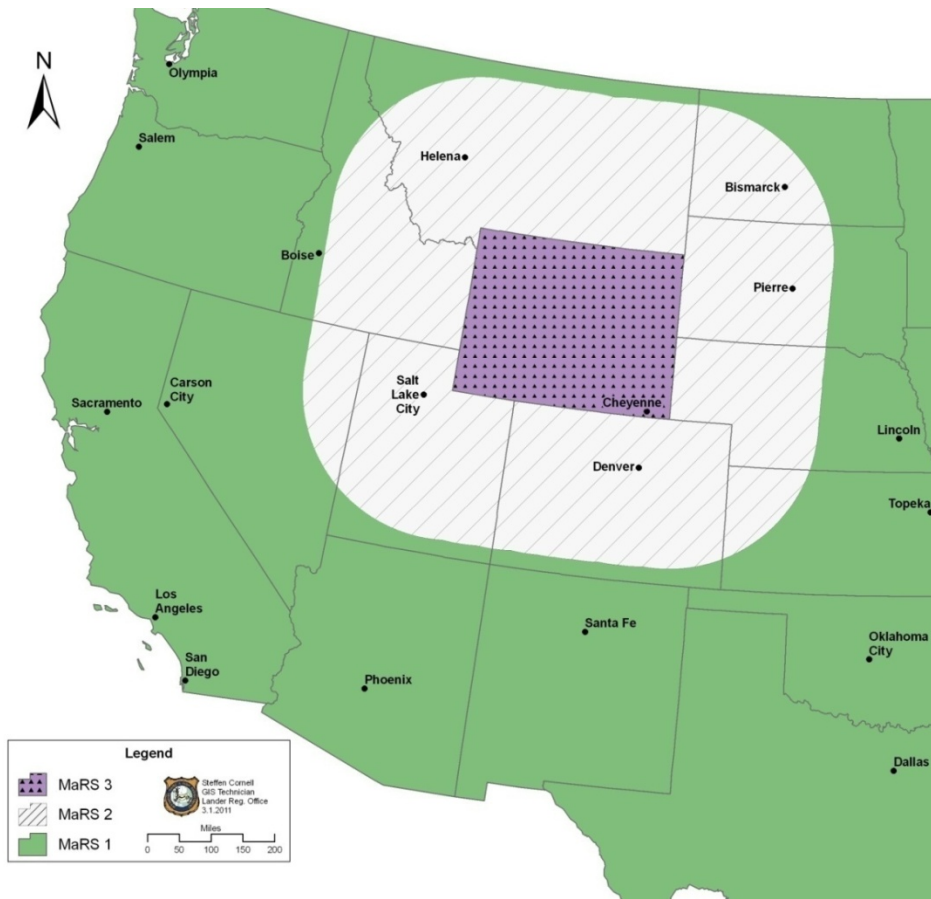 N
Olympia
Salem
Helena
Bismarck
Boise
Pierre
Salt
Lake
City
Carson
City
Sacramento
Cheyenne
Lincoln
Denver
Topeka
Los
Angeles
Santa Fe
Oklahoma
City
San
Diego
Phoenix
Dallas
Legend
MaRS 3
MaRS 2
MaRS 1
Steffen Cornell
GIS Technician
Lander Reg. Office
3.1.2011
Miles
0 50 100 150 200